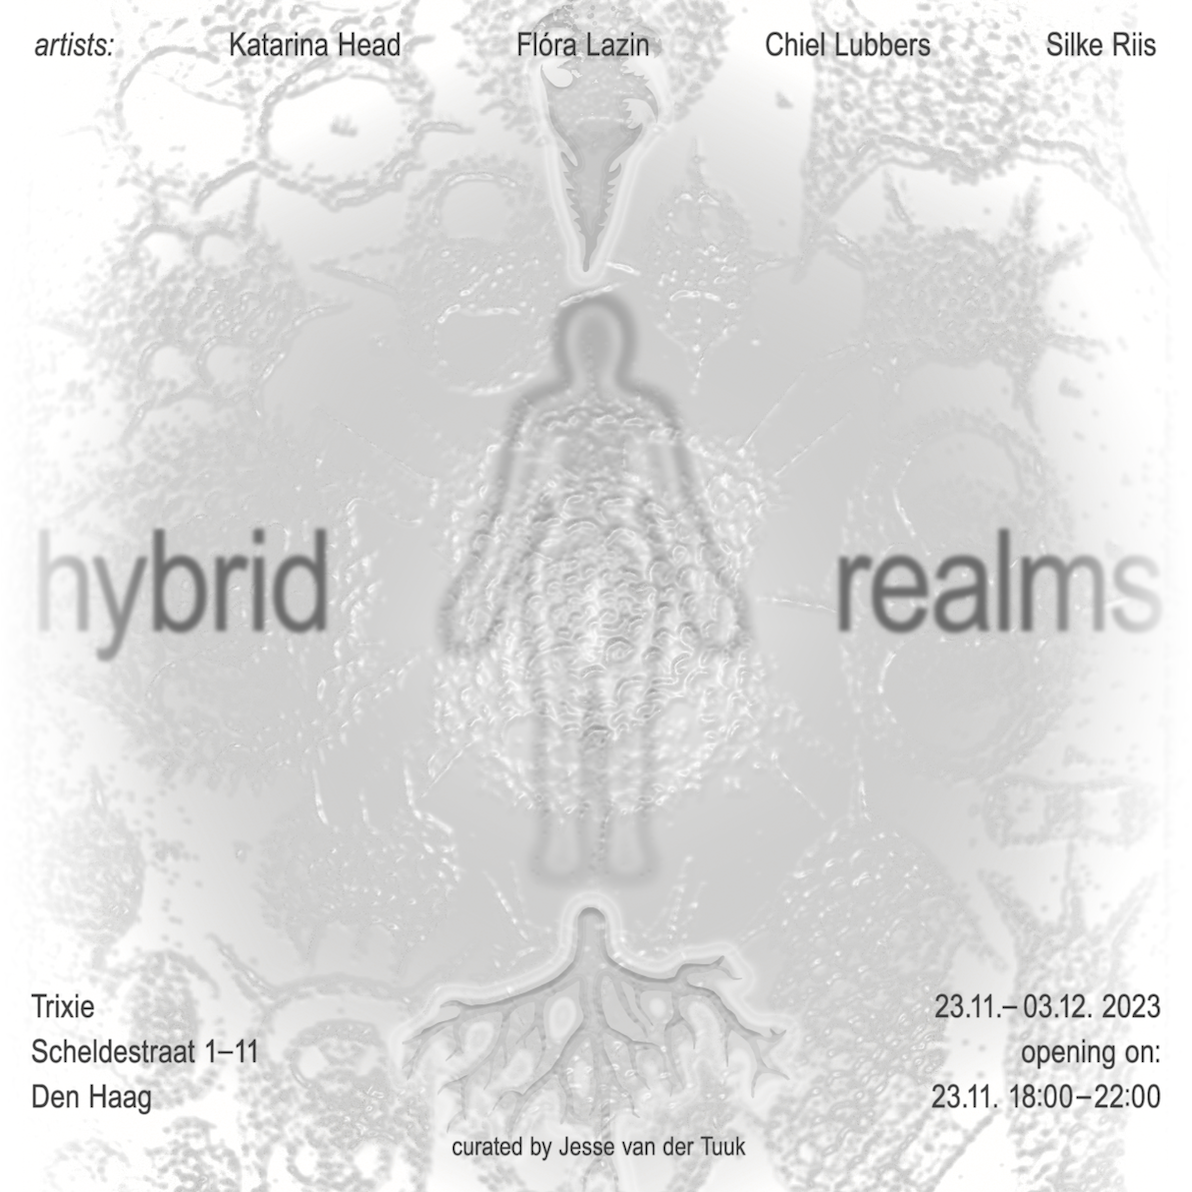 artists: Katarina Head Flóra Lazin Chiel Lubbers Silke Riis
hybrid realms
Trixie
Scheldestraat 1–11
Den Haag
23.11.–03.12. 2023
opening on:
23.11. 18:00–22:00
curated by Jesse van der Tuuk